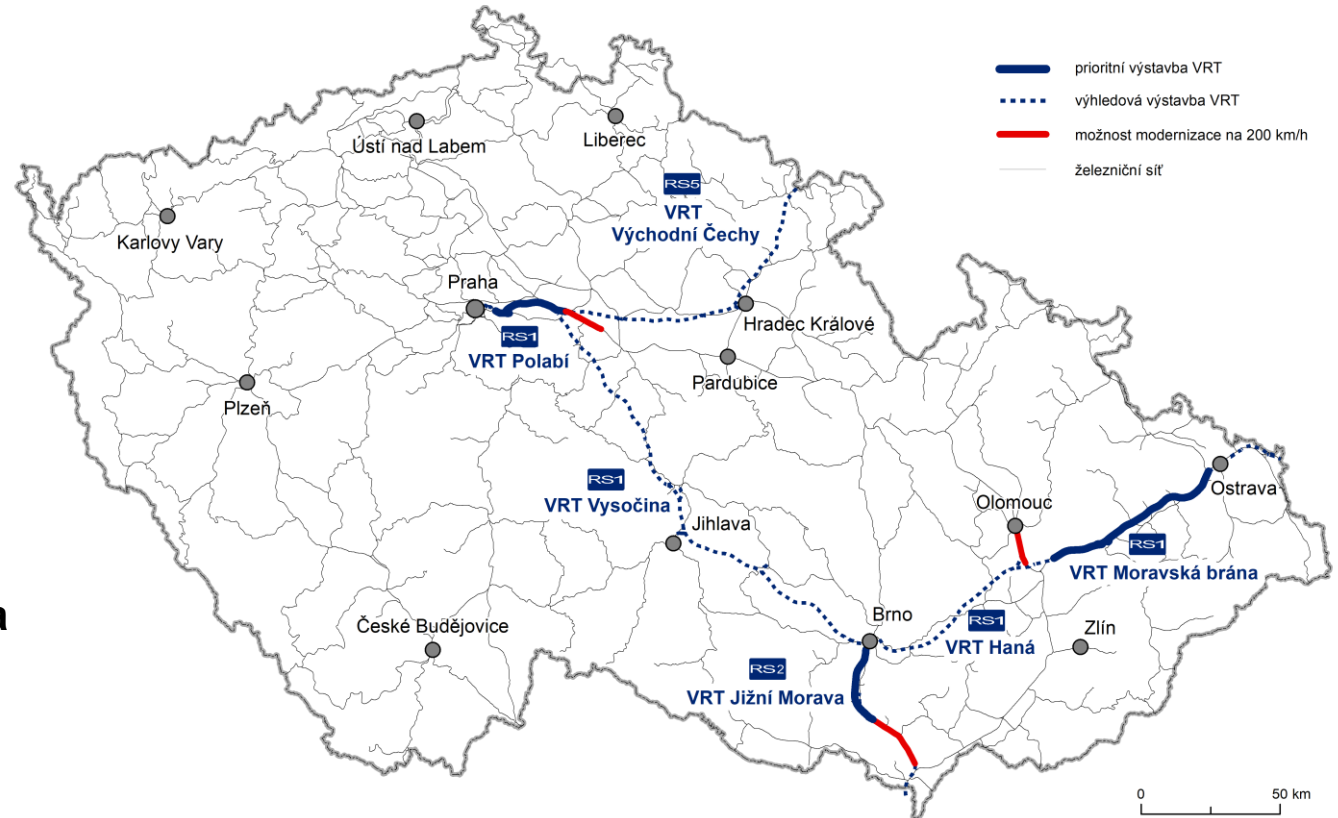 prioritní výstavba VRT
výhledová výstavba VRT
možnost modernizace na 200 km/h
železniční síť
Ústí nad Labem
Liberec
RS5
VRT
Východní Čechy
Karlovy Vary
Praha
Hradec Králové
RS1
VRT Polabí
Pardubice
Plzeň
RS1
VRT Vysočina
Ostrava
Olomouc
Jihlava
RS1
VRT Moravská brána
a
České Budějovice
Brno
RS1
VRT Haná
Zlín
RS2
VRT Jižní Morava
0 50 km